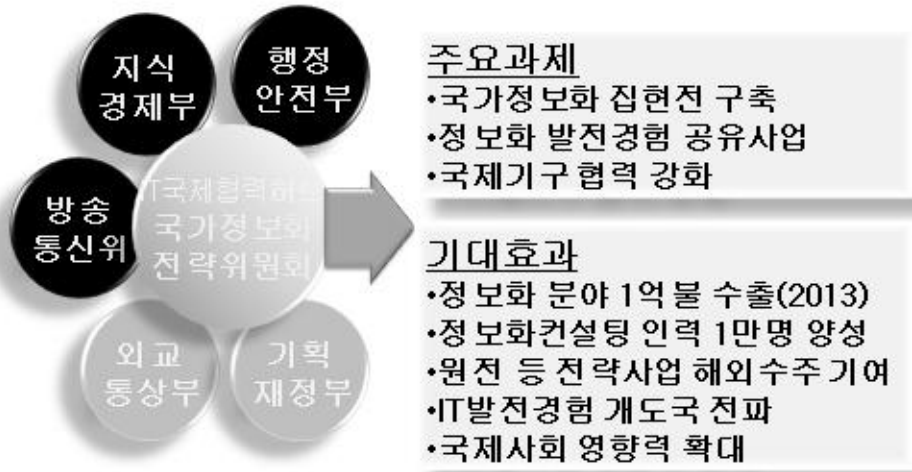 지식
경제부
행정
안전부
방송
통신위
IT국제협력허브
국가정보화
전략위원회
외교
통상부
기획
재정부
주요과제
•국가정보화 집현전 구축
•정보화 발전경험 공유사업
•국제기구 협력 강화
기대효과
•정보화 분야 1억불 수출(2013)
•정보화컨설팅 인력 1만명 양성
•원전 등 전략사업 해외수주 기여
•IT발전경험 개도국 전파
•국제사회 영향력 확대